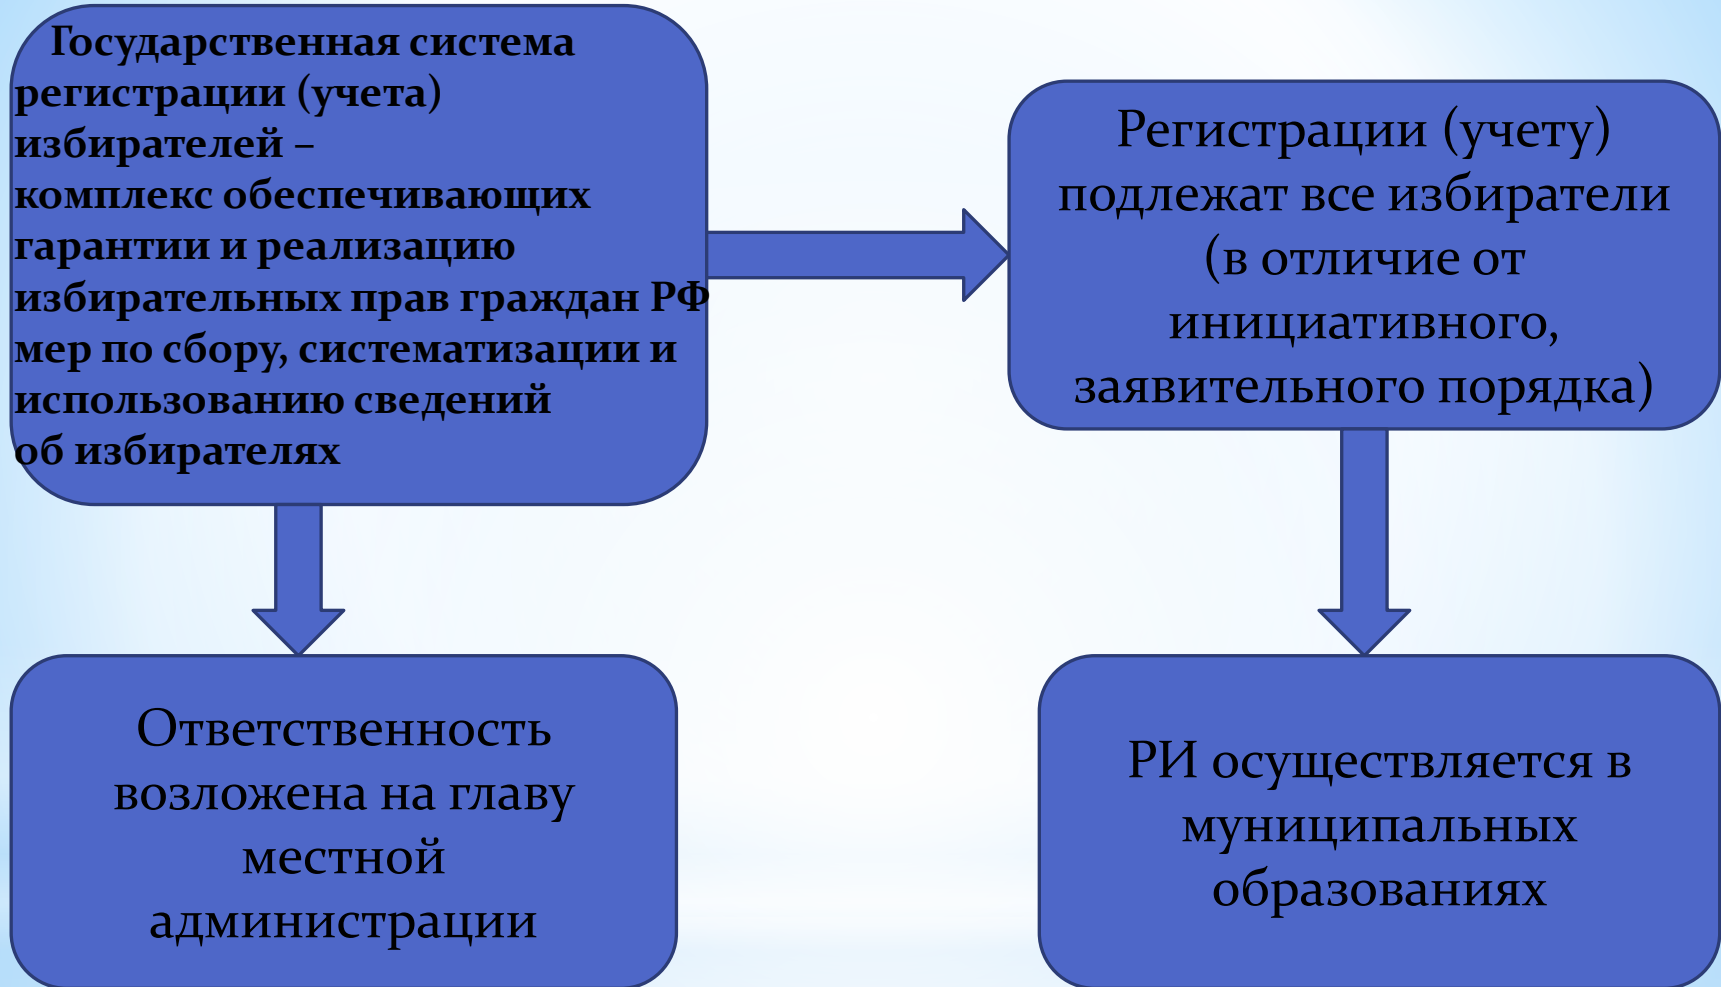 Государственная система
регистрации (учета)
избирателей –
комплекс обеспечивающих
гарантии и реализацию
избирательных прав граждан РФ
мер по сбору, систематизации и
использованию сведений
об избирателях
Регистрации (учету)
подлежат все избиратели
(в отличие от
инициативного,
заявительного порядка)
Ответственность
возложена на главу
местной
администрации
РИ осуществляется в
муниципальных
образованиях